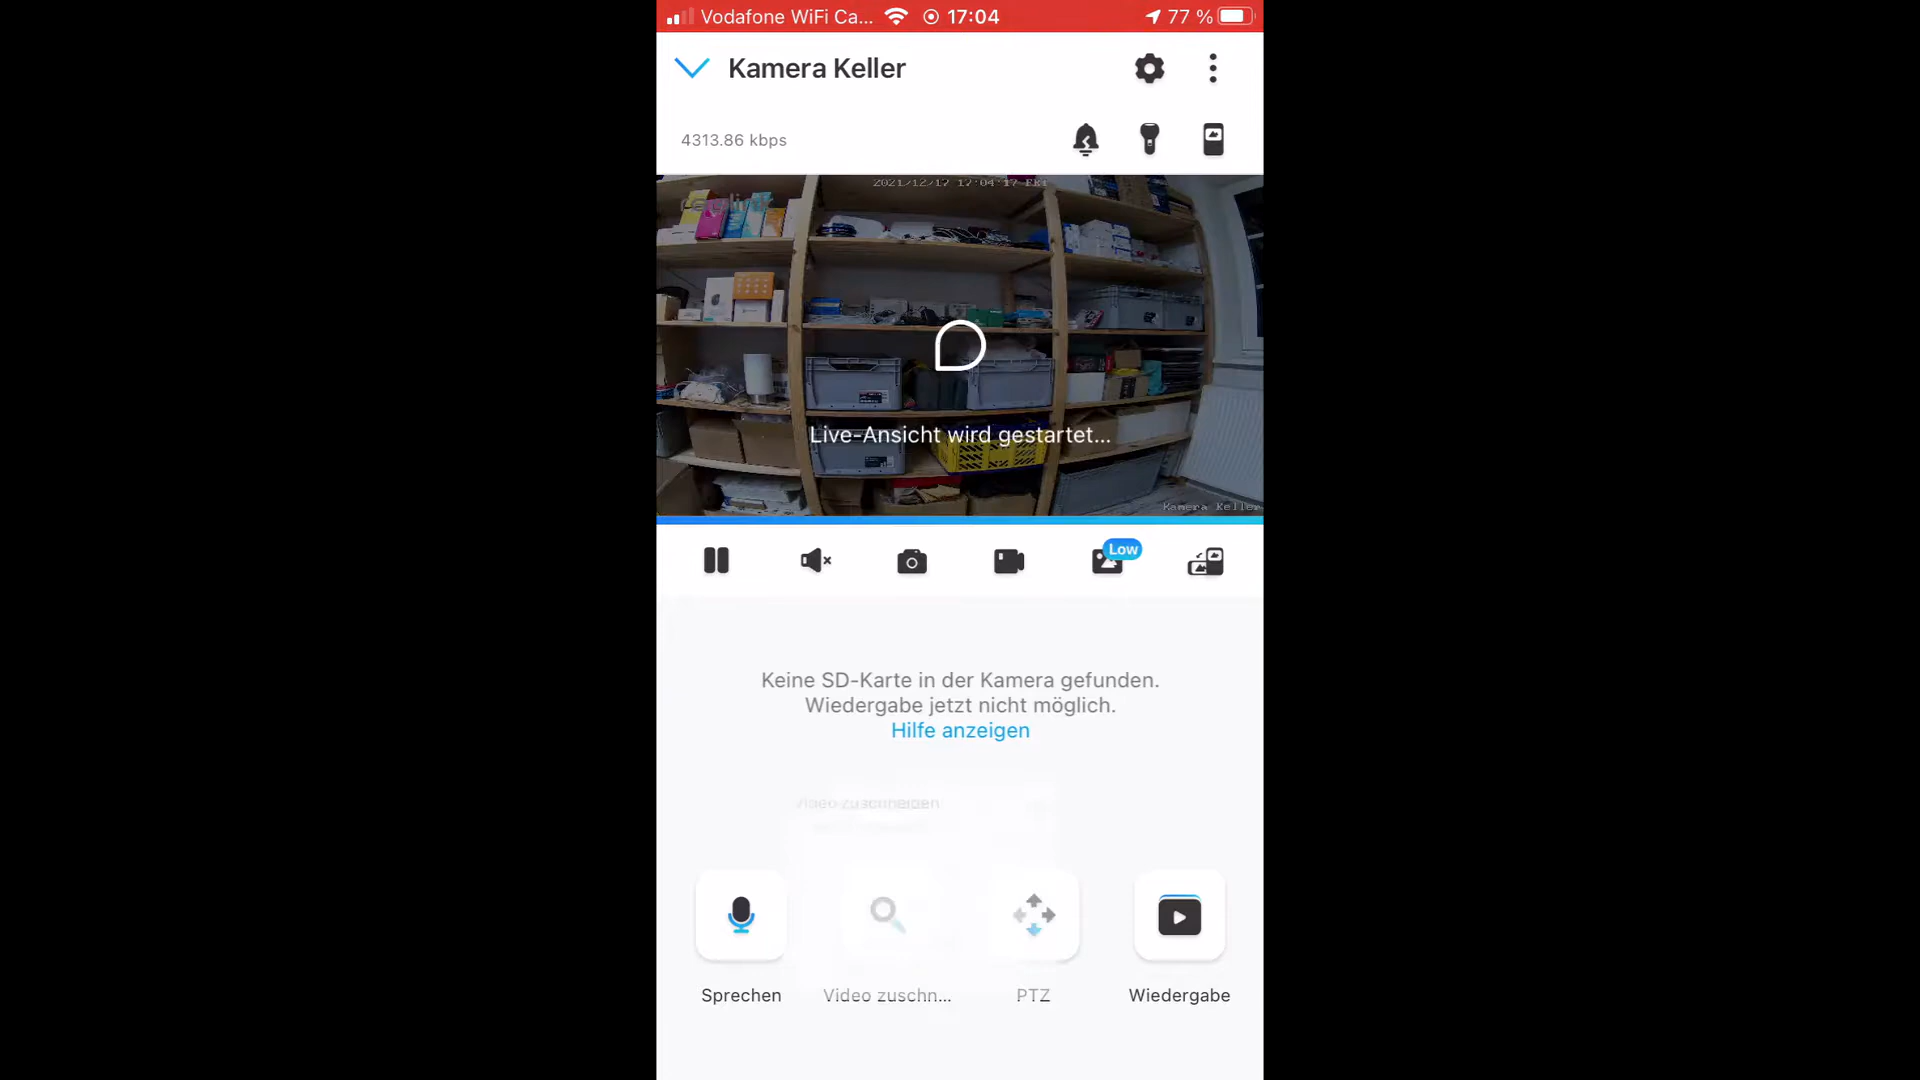 Vodafone WiFi Ca... 17:04 77 %
Kamera Keller
4313.86 kbps
2021/12/17 17:04:17 Fri
Live-Ansicht wird gestartet...
Kamera Keller
Low
Keine SD-Karte in der Kamera gefunden.
Wiedergabe jetzt nicht möglich.
Hilfe anzeigen
Video zuschneiden
Sprechen
Video zuschn...
PTZ
Wiedergabe